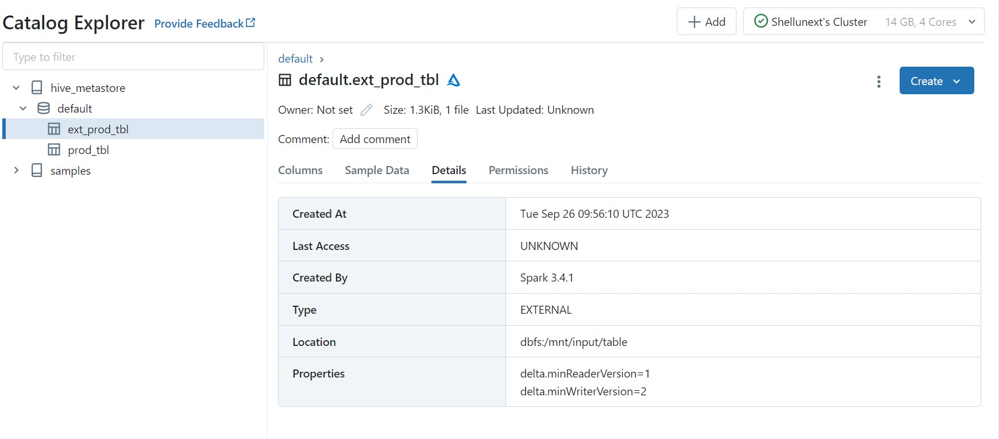 Catalog Explorer Provide Feedback
Add
Shellunext's Cluster 14 GB, 4 Cores
Type to filter
hive_metastore
default
ext_prod_tbl
prod_tbl
samples
default
default.ext_prod_tbl
Create
Owner: Not set Size: 1.3KiB, 1 file Last Updated: Unknown
Comment: Add comment
Columns Sample Data Details Permissions History
Created At Tue Sep 26 09:56:10 UTC 2023
Last Access UNKNOWN
Created By Spark 3.4.1
Type EXTERNAL
Location dbfs:/mnt/input/table
Properties delta.minReaderVersion=1
delta.minWriterVersion=2